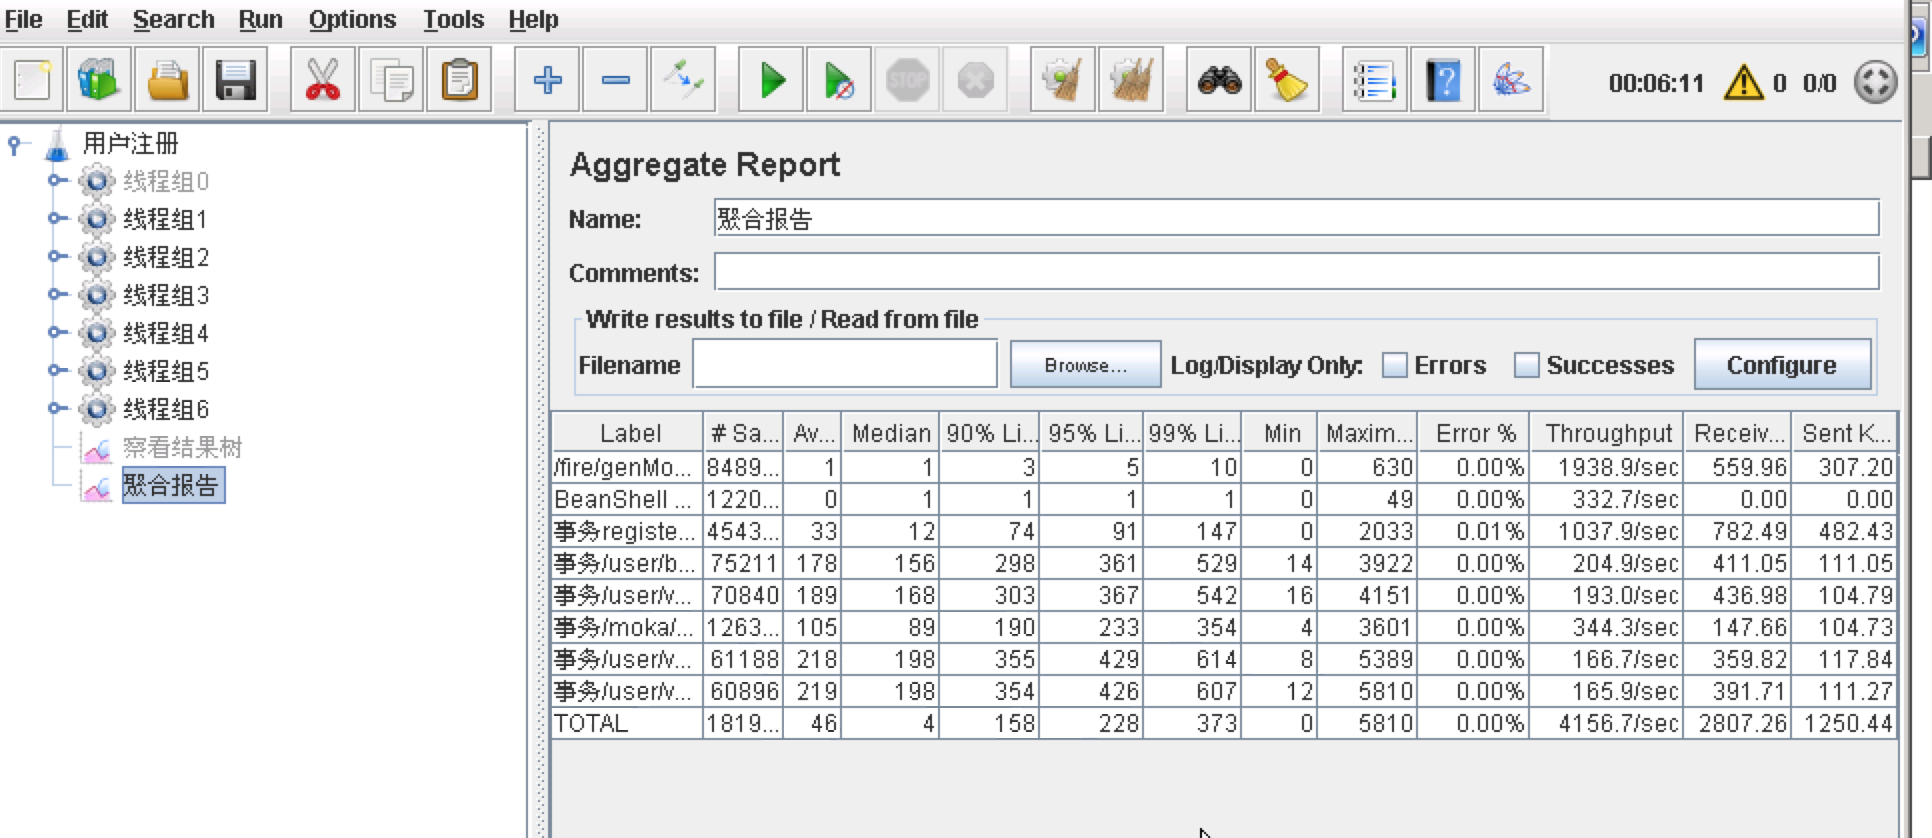 File Edit Search Run Options Tools Help
STOP 00:06:11 0 0/0
用户注册
线程组0
线程组1
线程组2
线程组3
线程组4
线程组5
线程组6
察看结果树
聚合报告
Aggregate Report
Name: 聚合报告
Comments:
Write results to file / Read from file
Filename Browse... Log/Display Only: Errors Successes Configure
Label # Sa... Av... Median 90% Li... 95% Li... 99% Li... Min Maxim... Error % Throughput Receiv... Sent K...
/fire/genMo... 8489... 1 1 3 5 10 0 630 0.00% 1938.9/sec 559.96 307.20
BeanShell ... 1220... 0 1 1 1 1 0 49 0.00% 332.7/sec 0.00 0.00
事务registe... 4543... 33 12 74 91 147 0 2033 0.01% 1037.9/sec 782.49 482.43
事务/user/b... 75211 178 156 298 361 529 14 3922 0.00% 204.9/sec 411.05 111.05
事务/user/v... 70840 189 168 303 367 542 16 4151 0.00% 193.0/sec 436.98 104.79
事务/moka/... 1263... 105 89 190 233 354 4 3601 0.00% 344.3/sec 147.66 104.73
事务/user/v... 61188 218 198 355 429 614 8 5389 0.00% 166.7/sec 359.82 117.84
事务/user/v... 60896 219 198 354 426 607 12 5810 0.00% 165.9/sec 391.71 111.27
TOTAL 1819... 46 4 158 228 373 0 5810 0.00% 4156.7/sec 2807.26 1250.44